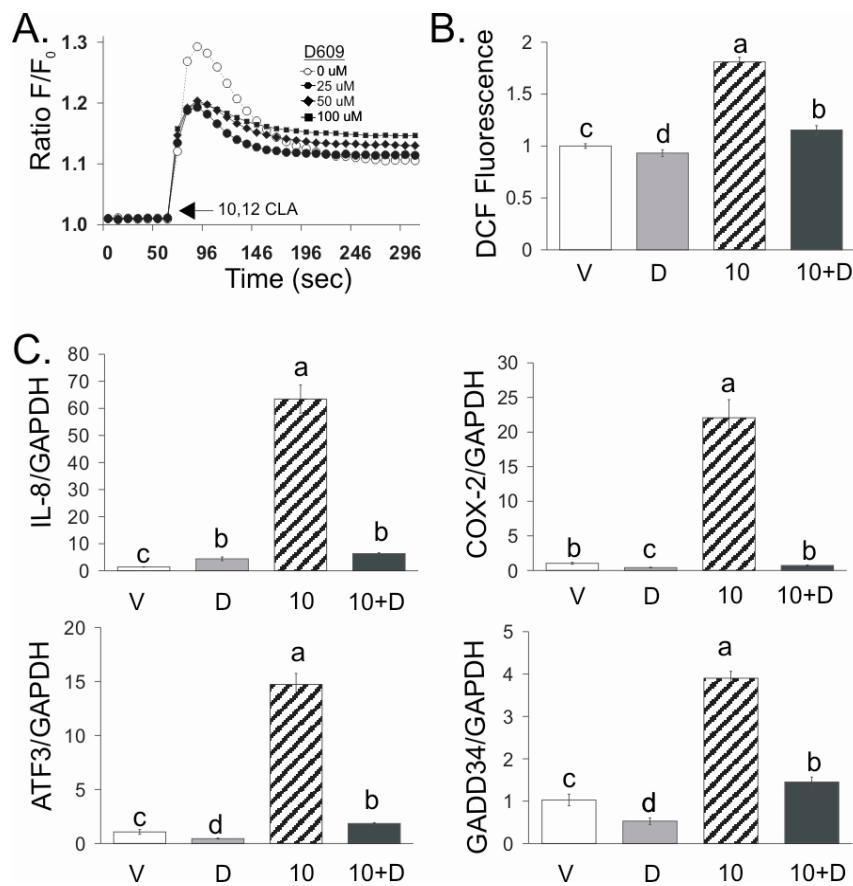 A.
Ratio F/F0
1.3
1.2
1.1
1.0
D609
0 uM
25 uM
50 uM
100 uM
10,12 CLA
0 50 96 146 196 246 296
Time (sec)
B.
DCF Fluorescence
2
1.5
1
0.5
0
c d a b
V D 10 10+D
C.
IL-8/GAPDH
80
70
60
50
40
30
20
10
0
c b a b
V D 10 10+D
COX-2/GAPDH
30
25
20
15
10
5
0
b c a b
V D 10 10+D
ATF3/GAPDH
20
15
10
5
0
c d a b
V D 10 10+D
GADD34/GAPDH
5
4
3
2
1
0
c d a b
V D 10 10+D